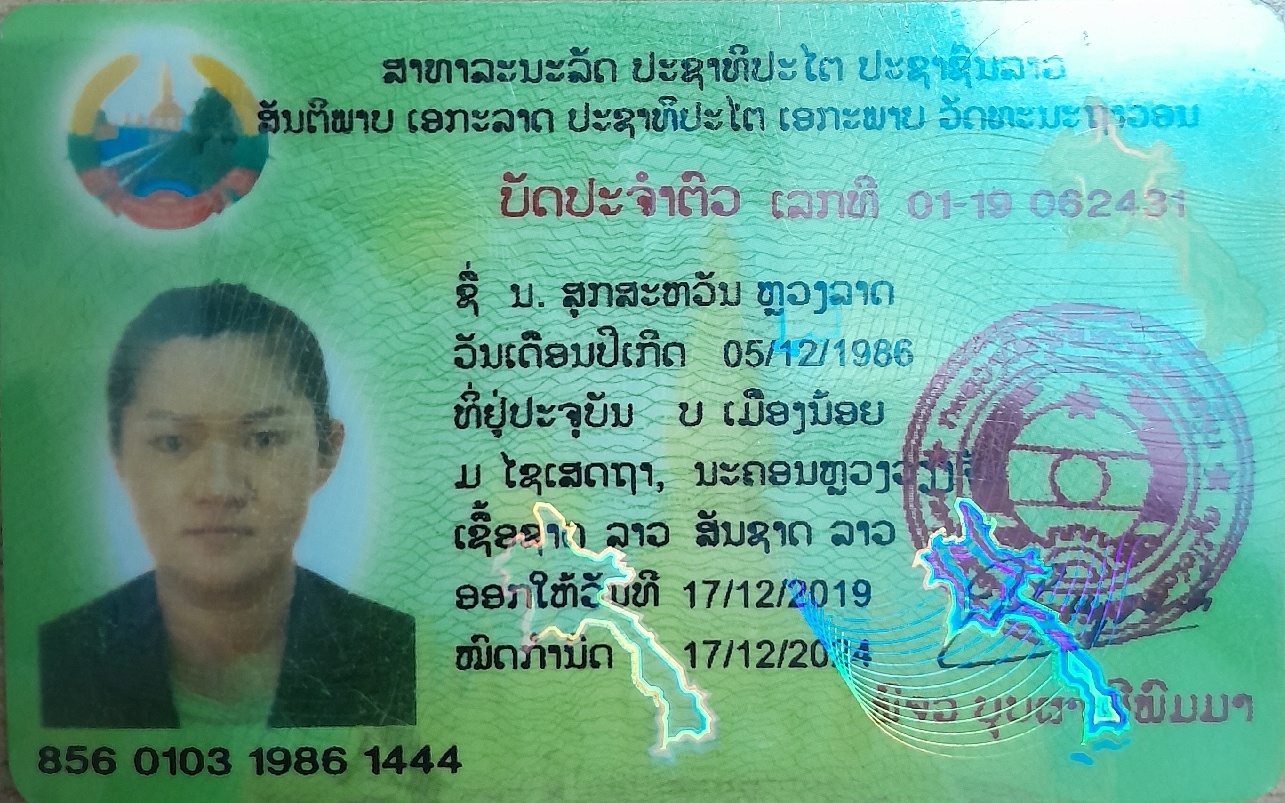 ສາທາລະນະລັດ ປະຊາທິປະໄຕ ປະຊາຊົນລາວ
ສັນຕິພາບ ເອກະລາດ ປະຊາທິປະໄຕ ເອກະພາບ ວັດທະນະຖາວອນ
ບັດປະຈຳຕົວ ເລກທີ 01-19 062431
ຊື່ ນ. ສຸກສະຫວັນ ຫຼວງລາດ
ວັນເດືອນປີເກີດ 05/12/1986
ທີ່ຢູ່ປະຈຸບັນ ບ ເມືອງນ້ອຍ
ມ ໄຊເສດຖາ, ນະຄອນຫຼວງວຽງຈັ
ເຊື້ອຊາດ ລາວ ສັນຊາດ ລາວ
ອອກໃຫ້ວັນທີ 17/12/2019
ໝົດກຳນົດ 17/12/2024
ພິມມາ
856 0103 1986 1444